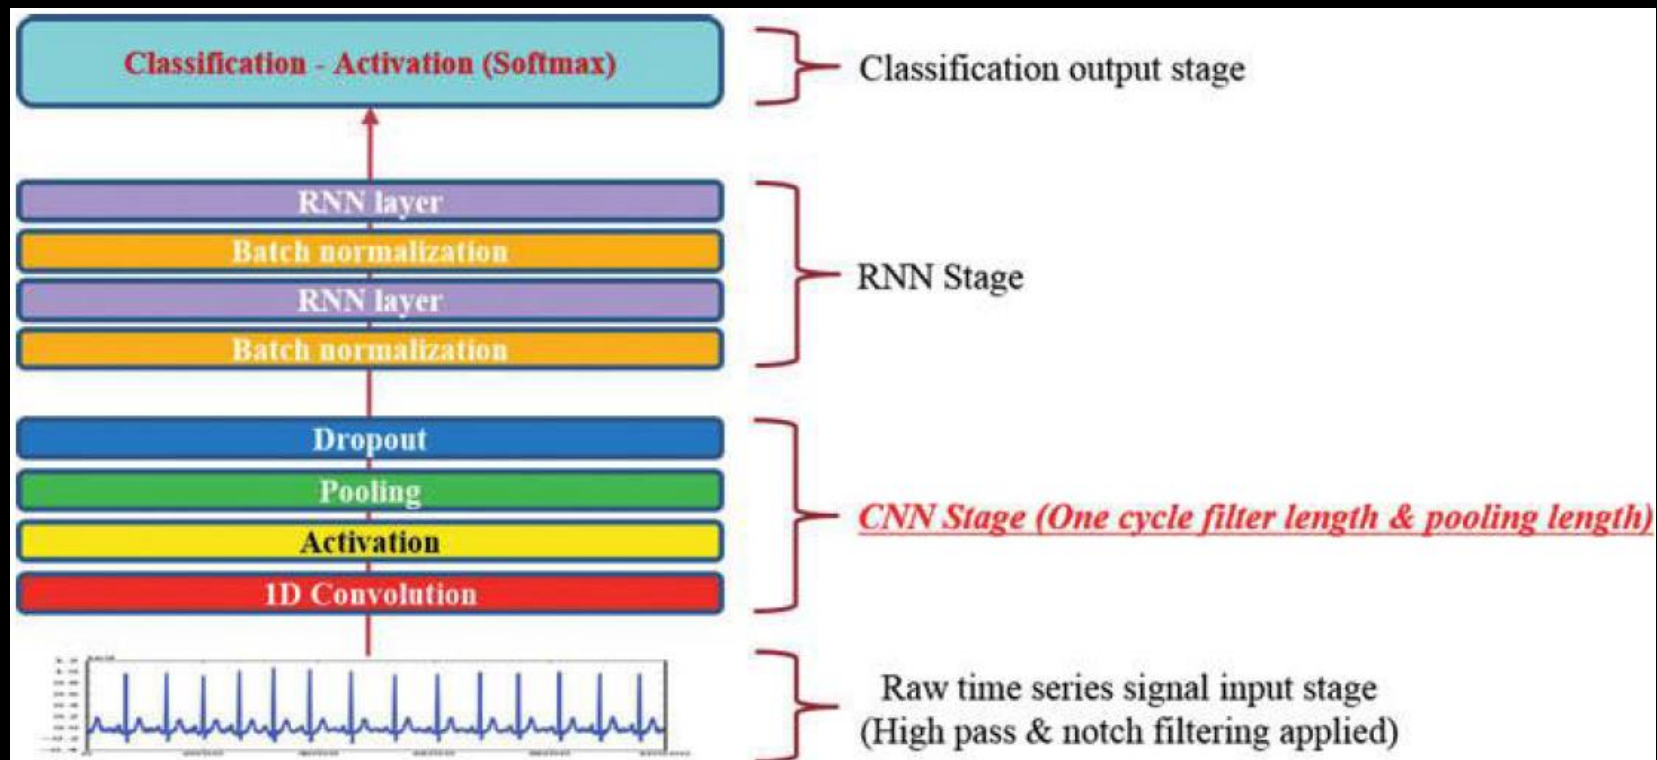 Classification - Activation (Softmax)
Classification output stage
RNN layer
Batch normalization
RNN layer
Batch normalization
RNN Stage
Dropout
Pooling
Activation
1D Convolution
CNN Stage (One cycle filter length & pooling length)
Raw time series signal input stage
(High pass & notch filtering applied)